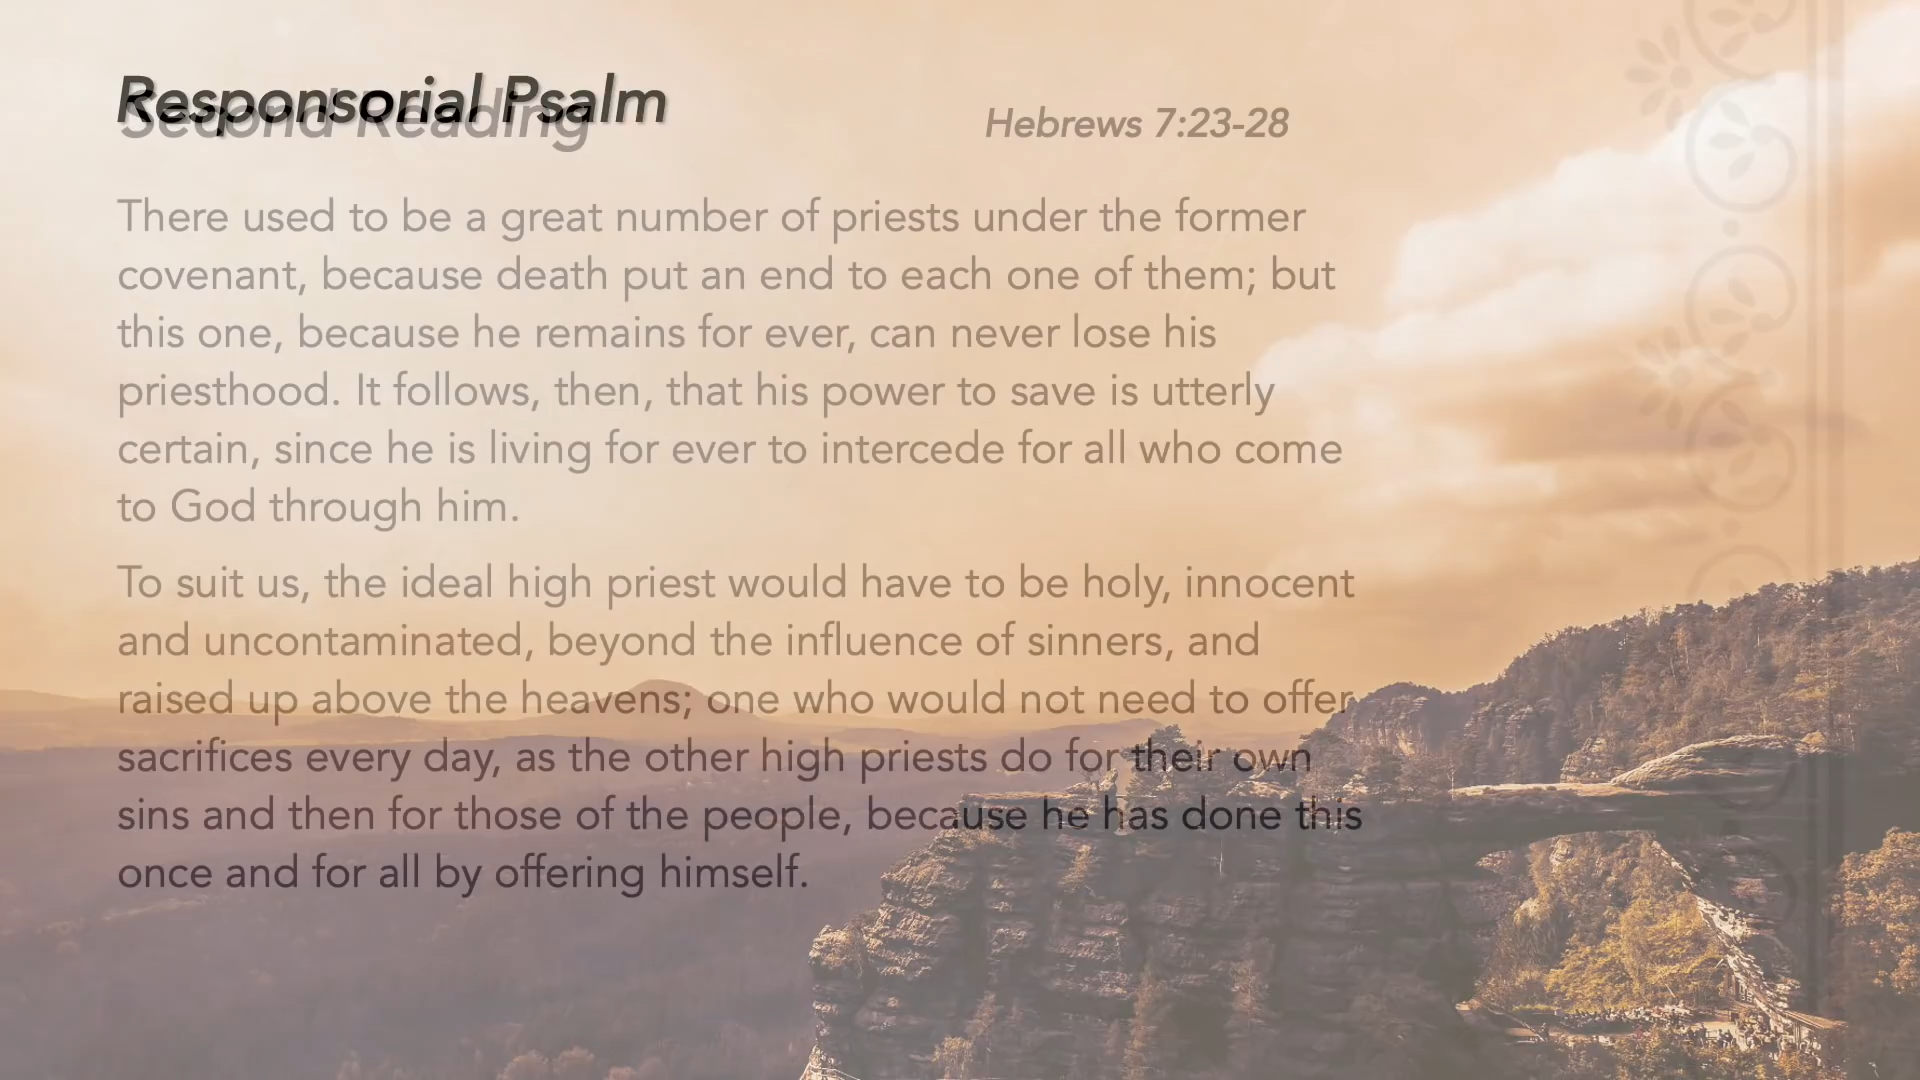 Responsorial Psalm
Second Reading
Hebrews 7:23-28
There used to be a great number of priests under the former
covenant, because death put an end to each one of them; but
this one, because he remains for ever, can never lose his
priesthood. It follows, then, that his power to save is utterly
certain, since he is living for ever to intercede for all who come
to God through him.
To suit us, the ideal high priest would have to be holy, innocent
and uncontaminated, beyond the influence of sinners, and
raised up above the heavens; one who would not need to offer
sacrifices every day, as the other high priests do for their own
sins and then for those of the people, because he has done this
once and for all by offering himself.